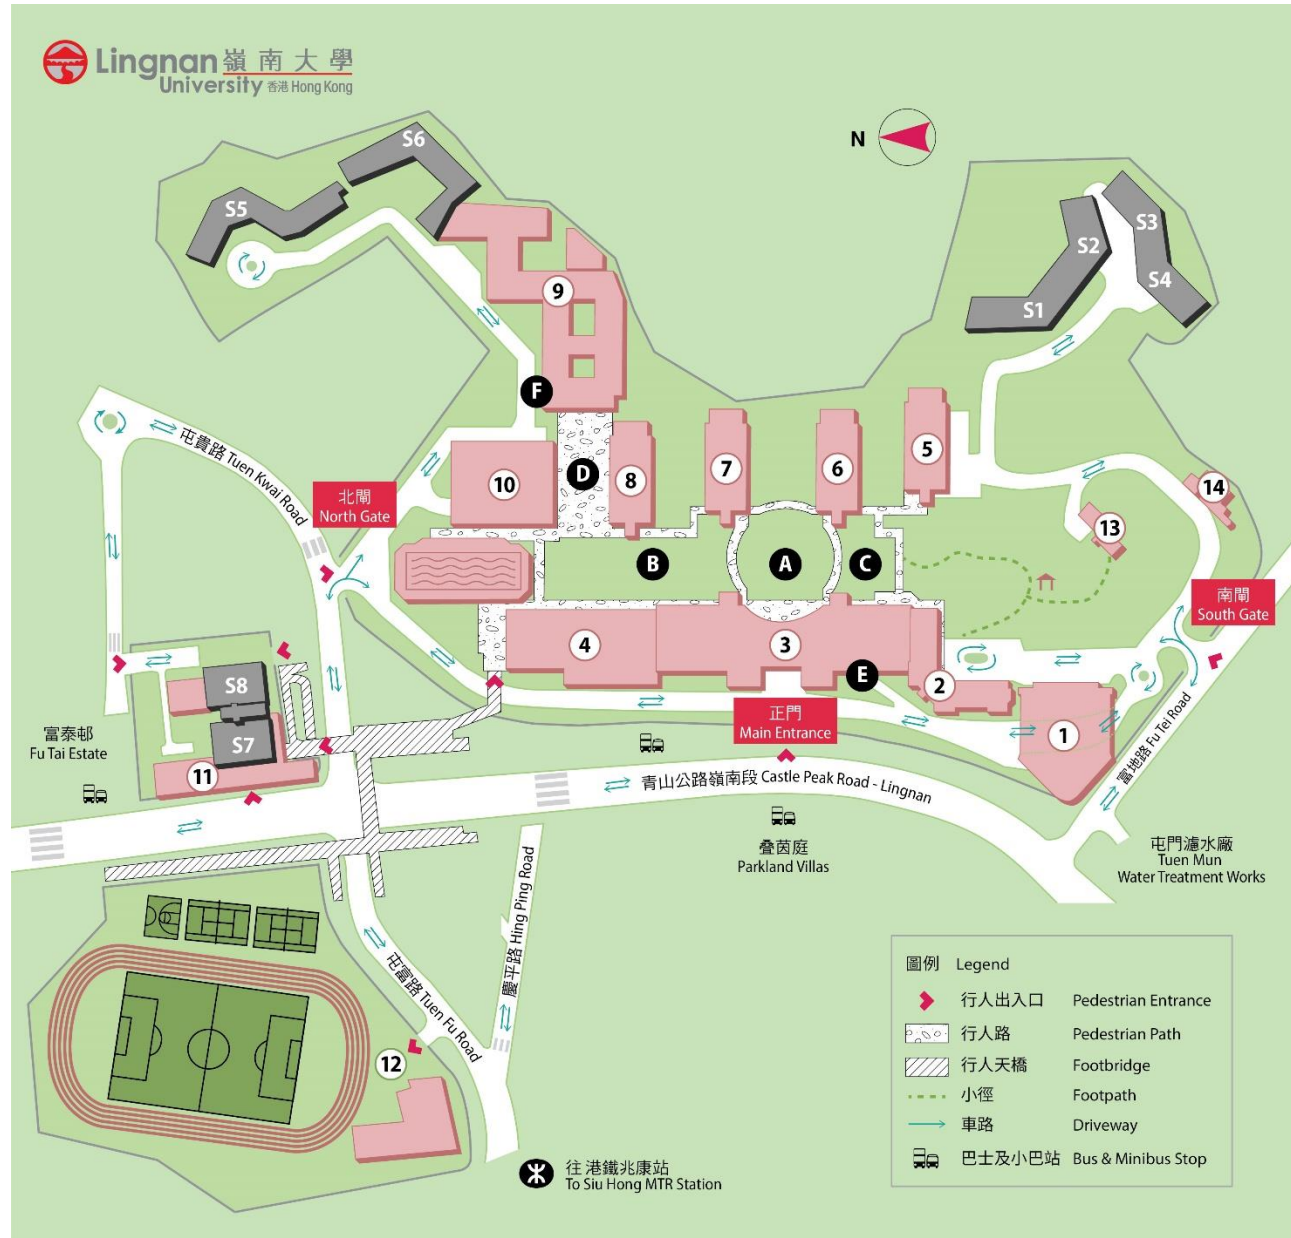 Lingnan 嶺南大學
University 香港 Hong Kong
N
S6
S5
S3
S2
S4
S1
9
F
屯貴路 Tuen Kwai Road
北閘
North Gate
10
D
8
7
6
5
14
13
B
A
C
南閘
South Gate
4
3
E
2
1
正門
Main Entrance
S8
S7
11
富泰邨
Fu Tai Estate
青山公路嶺南段 Castle Peak Road - Lingnan
富地路 Fu Tei Road
叠茵庭
Parkland Villas
屯門濾水廠
Tuen Mun
Water Treatment Works
慶平路 Hing Ping Road
屯富路 Tuen Fu Road
12
往 港鐵兆康站
To Siu Hong MTR Station
圖例 Legend
行人出入口 Pedestrian Entrance
行人路 Pedestrian Path
行人天橋 Footbridge
小徑 Footpath
車路 Driveway
巴士及小巴站 Bus & Minibus Stop